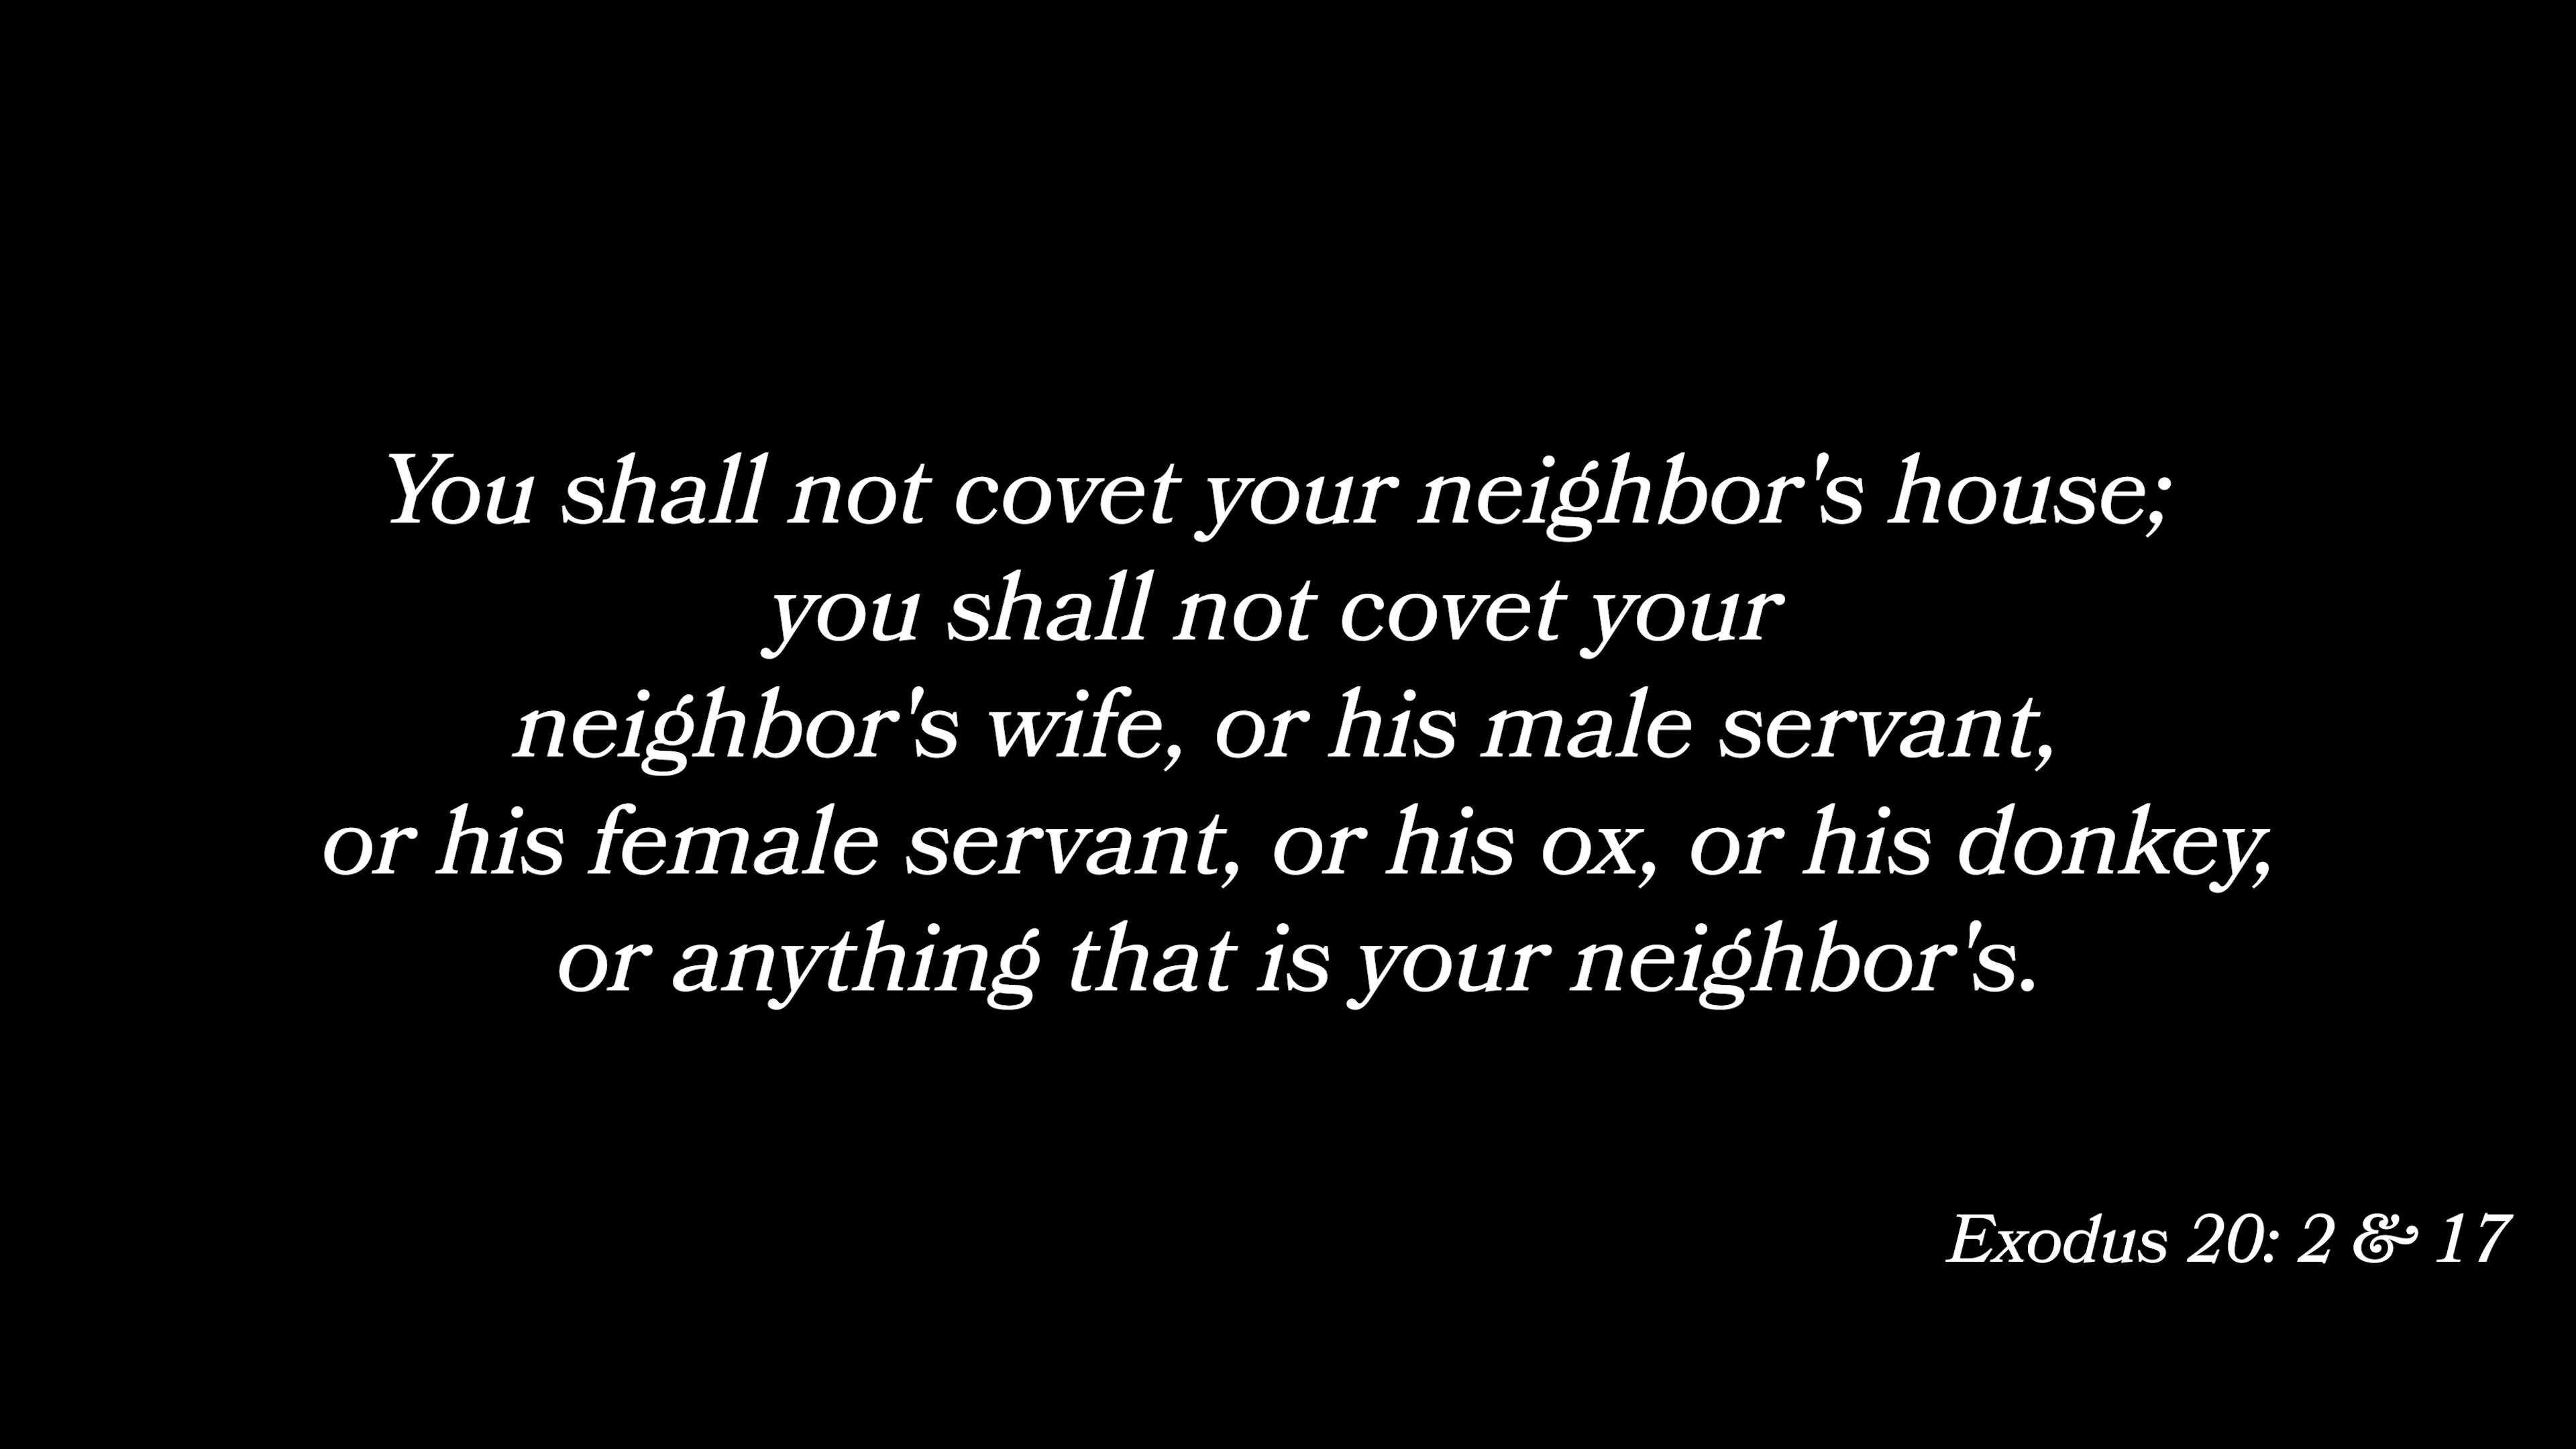 You shall not covet your neighbor's house;
you shall not covet your
neighbor's wife, or his male servant,
or his female servant, or his ox, or his donkey,
or anything that is your neighbor's.
Exodus 20: 2 & 17